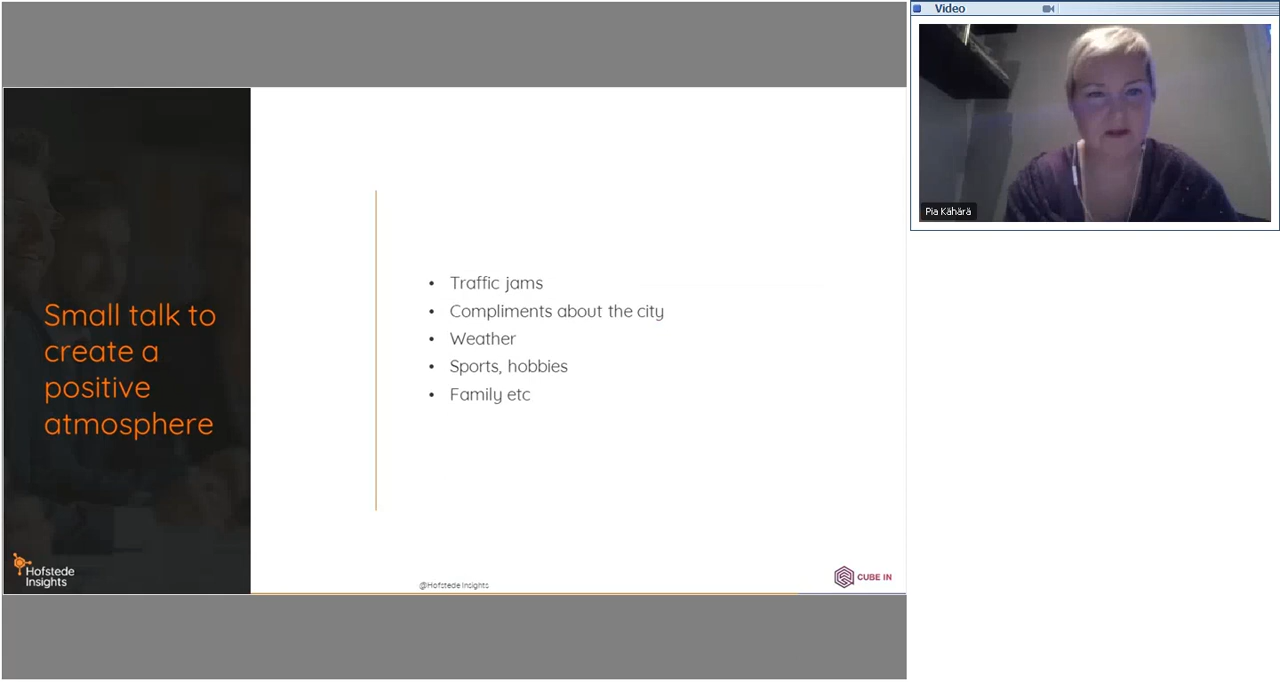 Video
Pia Kähärä
Small talk to
create a
positive
atmosphere
• Traffic jams
• Compliments about the city
• Weather
• Sports, hobbies
• Family etc
Hofstede
Insights
@Hofstede Insights
CUBE IN